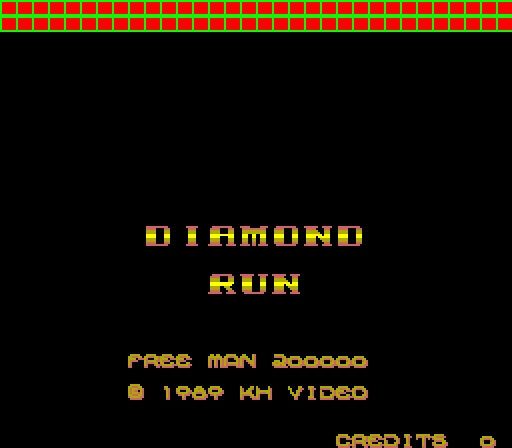 DIAMOND
RUN
FREE MAN 200000
© 1989 KH VIDEO
CREDITS 0